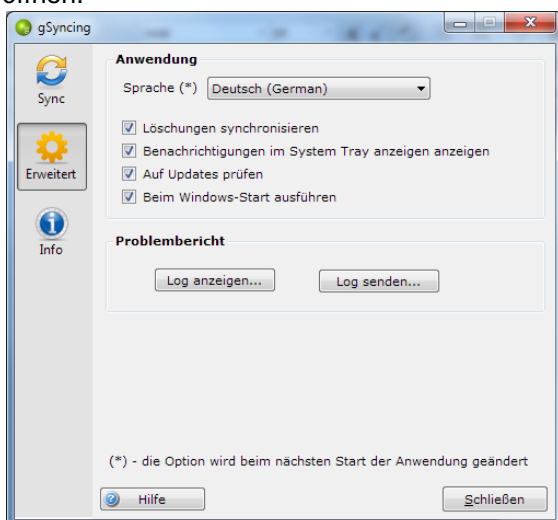 öffnen.
gSyncing
Sync
Erweitert
Info
Anwendung
Sprache (*) Deutsch (German)
Löschungen synchronisieren
Benachrichtigungen im System Tray anzeigen anzeigen
Auf Updates prüfen
Beim Windows-Start ausführen
Problembericht
Log anzeigen... Log senden...
(*) - die Option wird beim nächsten Start der Anwendung geändert
Hilfe Schließen